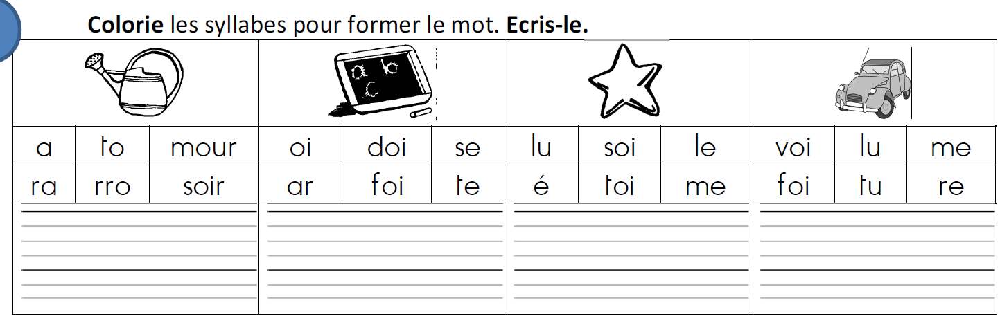 Colorie les syllabes pour former le mot. Ecris-le.
a b
c
a to mour oi doi se lu soi le voi lu me
ra rro soir ar foi te é toi me foi tu re